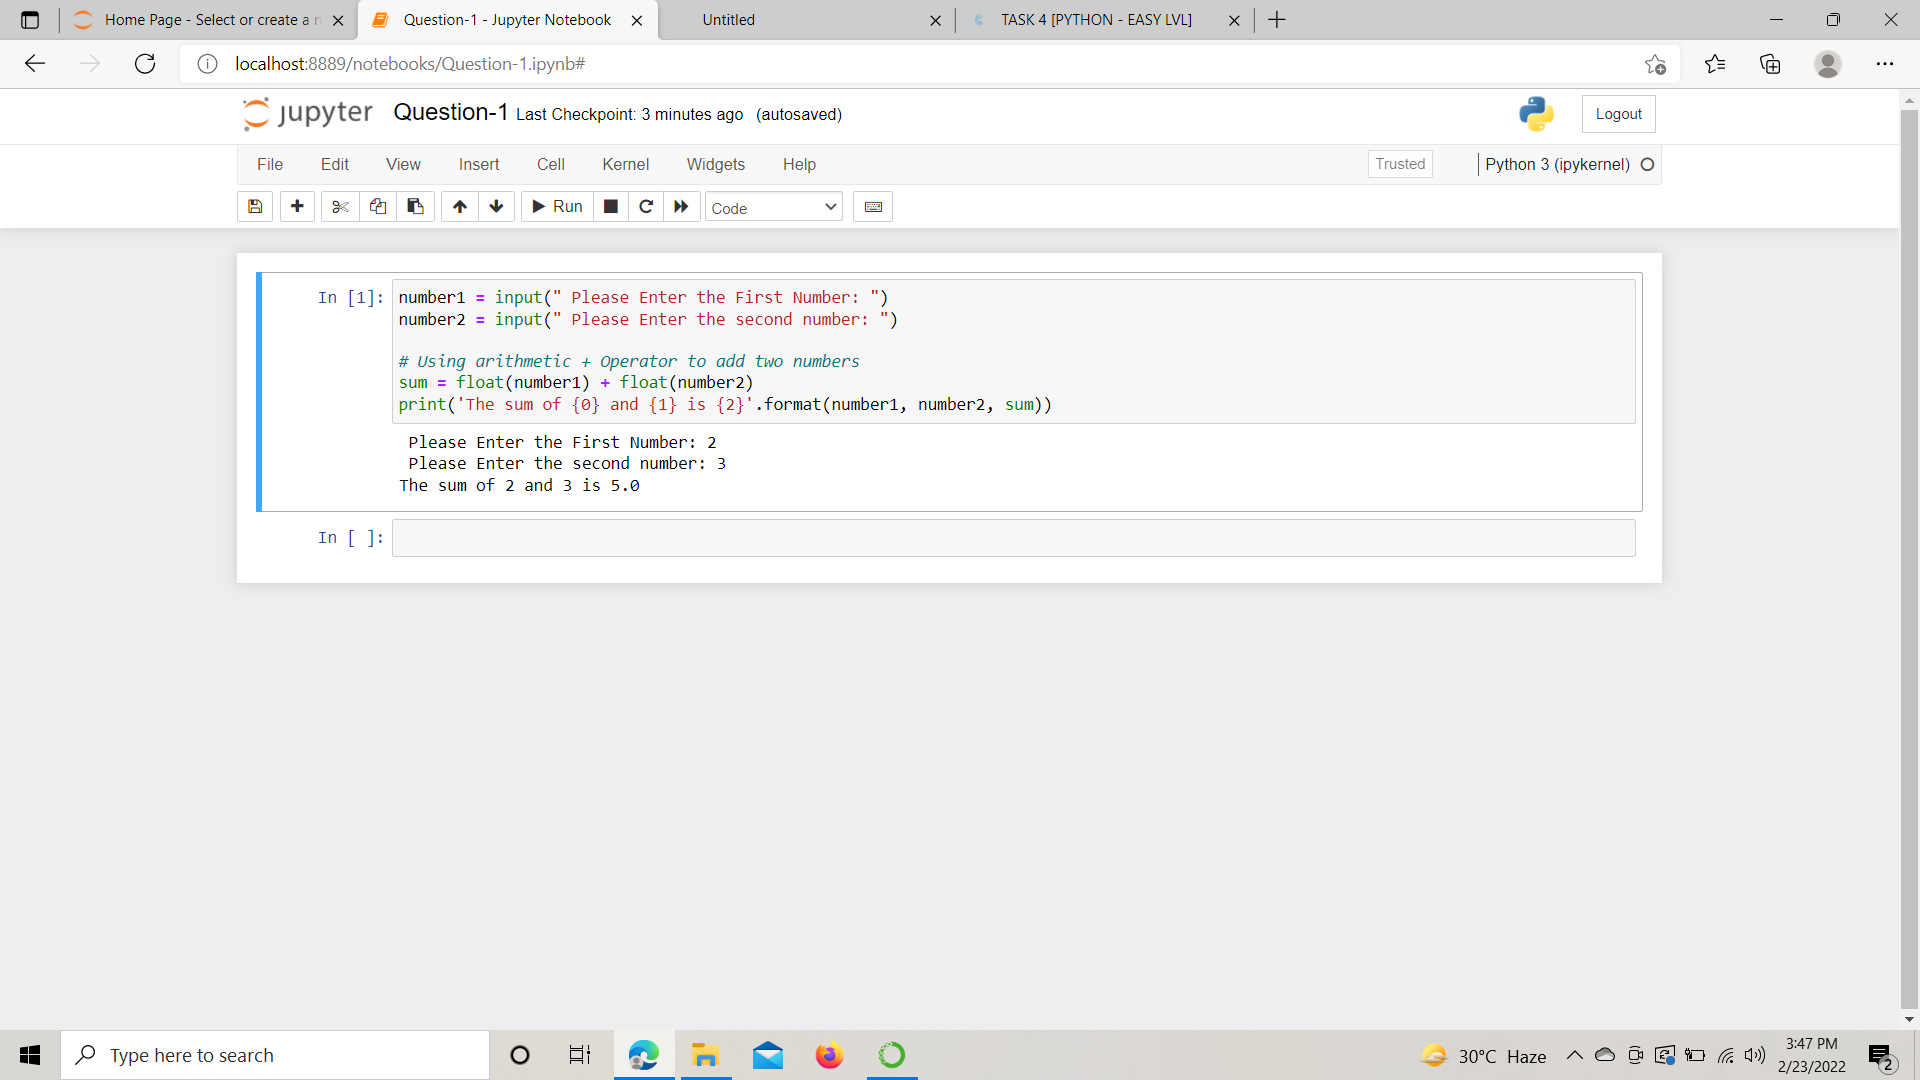 Home Page - Select or create a n
Question-1 - Jupyter Notebook
Untitled
TASK 4 [PYTHON - EASY LVL]
localhost:8889/notebooks/Question-1.ipynb#
jupyter Question-1 Last Checkpoint: 3 minutes ago (autosaved)
Logout
File Edit View Insert Cell Kernel Widgets Help
Trusted
Python 3 (ipykernel)
Run
Code
In [1]:
number1 = input(" Please Enter the First Number: ")
number2 = input(" Please Enter the second number: ")
# Using arithmetic + Operator to add two numbers
sum = float(number1) + float(number2)
print('The sum of {0} and {1} is {2}'.format(number1, number2, sum))
Please Enter the First Number: 2
Please Enter the second number: 3
The sum of 2 and 3 is 5.0
In [ ]:
Type here to search
30°C Haze
3:47 PM
2/23/2022
2